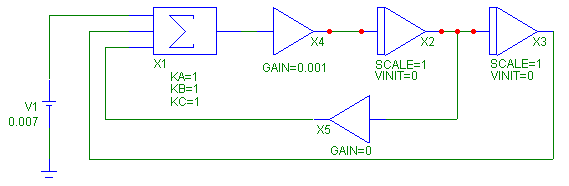 X1
KA=1
KB=1
KC=1
X4
GAIN=0.001
X2
SCALE=1
VINIT=0
X3
SCALE=1
VINIT=0
V1
0.007
X5
GAIN=0